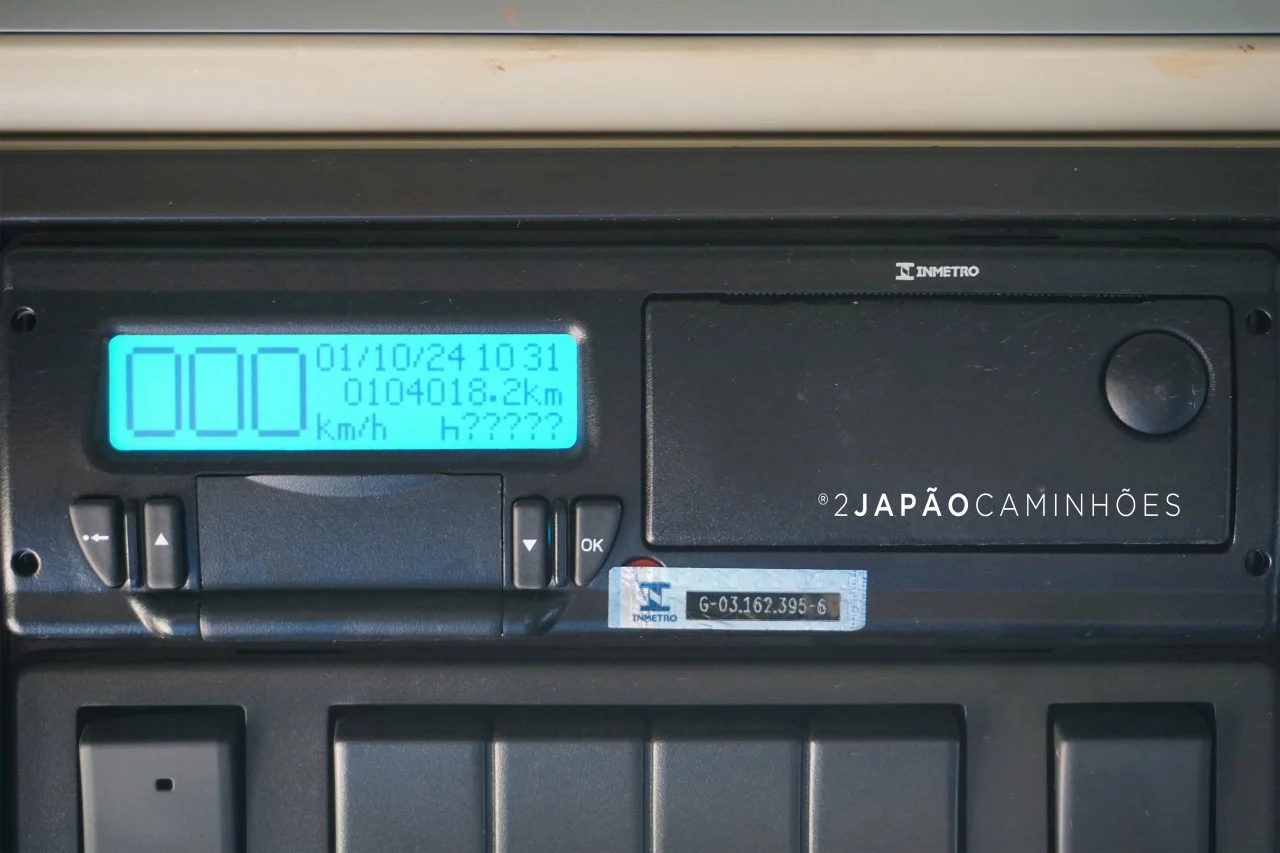 INMETRO
000
01/10/24 10 31
0104018.2km
km/h h?????
OK
®2JAPÃOCAMINHÕES
INMETRO
G-03.162.395-6